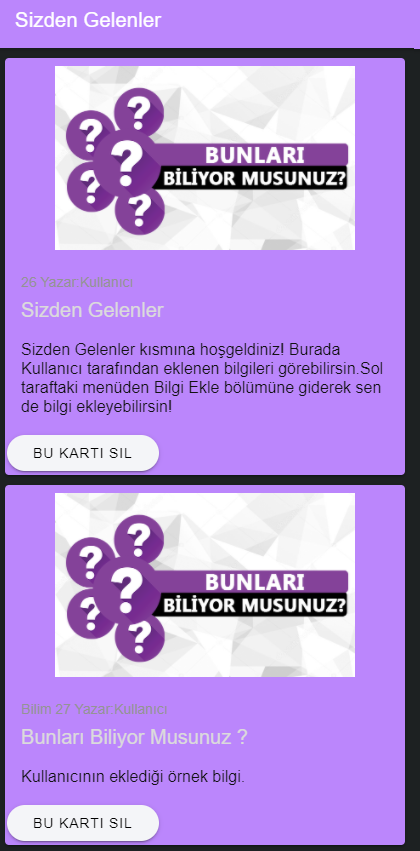 Sizden Gelenler
? ? ? ? ?
BUNLARI
BİLİYOR MUSUNUZ?
26 Yazar:Kullanıcı
Sizden Gelenler
Sizden Gelenler kısmına hoşgeldiniz! Burada
Kullanıcı tarafından eklenen bilgileri görebilirsin.Sol
taraftaki menüden Bilgi Ekle bölümüne giderek sen
de bilgi ekleyebilirsin!
BU KARTI SIL
? ? ? ? ?
BUNLARI
BİLİYOR MUSUNUZ?
Bilim 27 Yazar:Kullanıcı
Bunları Biliyor Musunuz ?
Kullanıcının eklediği örnek bilgi.
BU KARTI SIL